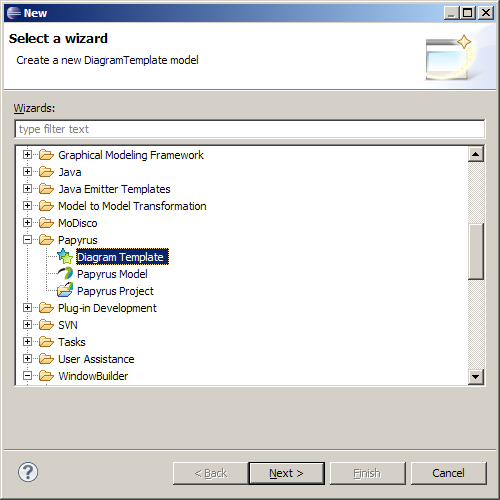 New
Select a wizard
Create a new DiagramTemplate model
Wizards:
type filter text
Graphical Modeling Framework
Java
Java Emitter Templates
Model to Model Transformation
MoDisco
Papyrus
Diagram Template
Papyrus Model
Papyrus Project
Plug-in Development
SVN
Tasks
User Assistance
WindowBuilder
?
< Back Next > Finish Cancel